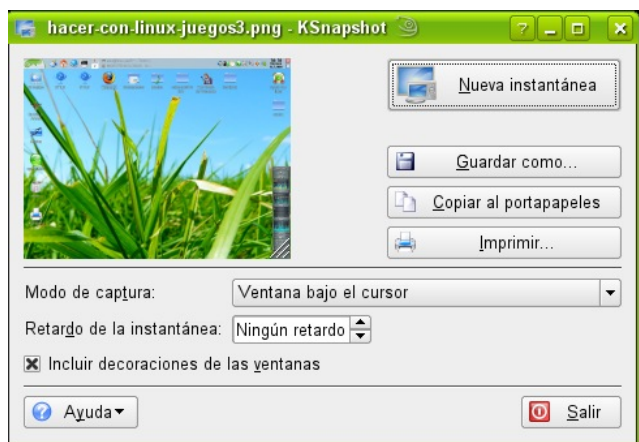 hacer-con-linux-juegos3.png - KSnapshot
Nueva instantánea
Guardar como...
Copiar al portapapeles
Imprimir...
Modo de captura: Ventana bajo el cursor
Retardo de la instantánea: Ningún retardo
Incluir decoraciones de las ventanas
Ayuda
Salir